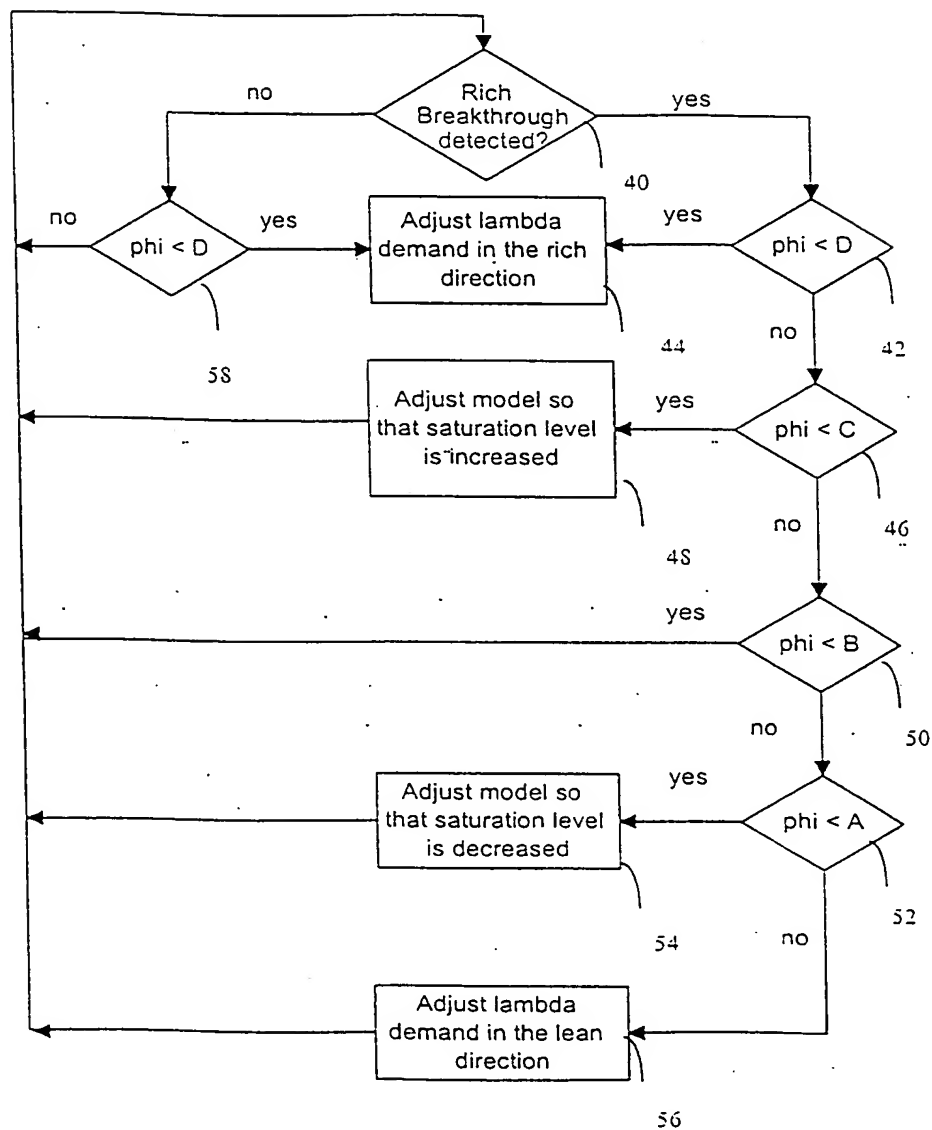 Rich
Breakthrough
detected?
no
yes
40
no
phi < D
yes
Adjust lambda
demand in the rich
direction
yes
phi < D
58
44
no
42
Adjust model so
that saturation level
is increased
yes
phi < C
48
no
46
yes
phi < B
no
50
Adjust model so
that saturation level
is decreased
yes
phi < A
54
no
52
Adjust lambda
demand in the lean
direction
56